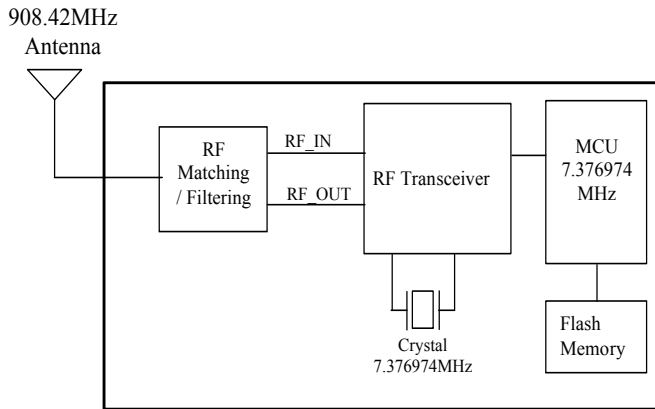 908.42MHz
Antenna
RF
Matching
/ Filtering
RF_IN
RF_OUT
RF Transceiver
MCU
7.376974
MHz
Crystal
7.376974MHz
Flash
Memory